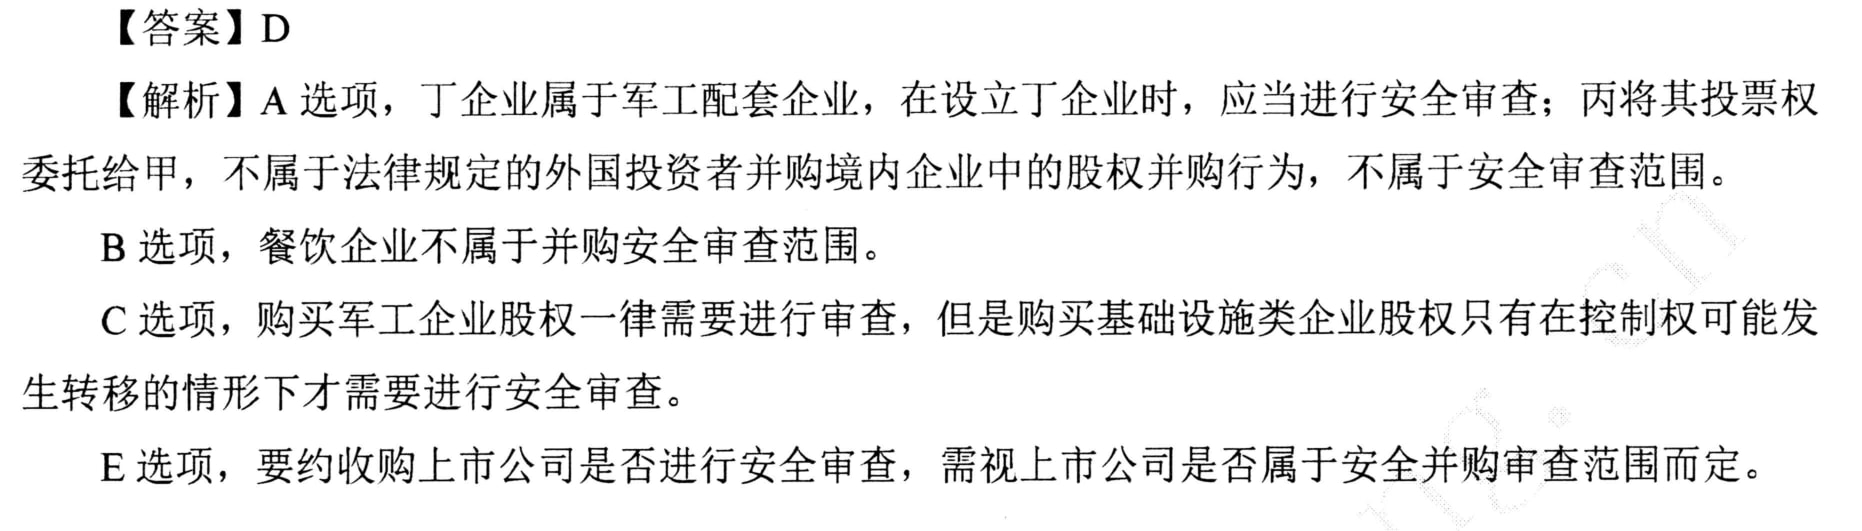 【答案】D
【解析】A 选项，丁企业属于军工配套企业，在设立丁企业时，应当进行安全审查；丙将其投票权
委托给甲，不属于法律规定的外国投资者并购境内企业中的股权并购行为，不属于安全审查范围。
B 选项，餐饮企业不属于并购安全审查范围。
C 选项，购买军工企业股权一律需要进行审查，但是购买基础设施类企业股权只有在控制权可能发
生转移的情形下才需要进行安全审查。
E 选项，要约收购上市公司是否进行安全审查，需视上市公司是否属于安全并购审查范围而定。